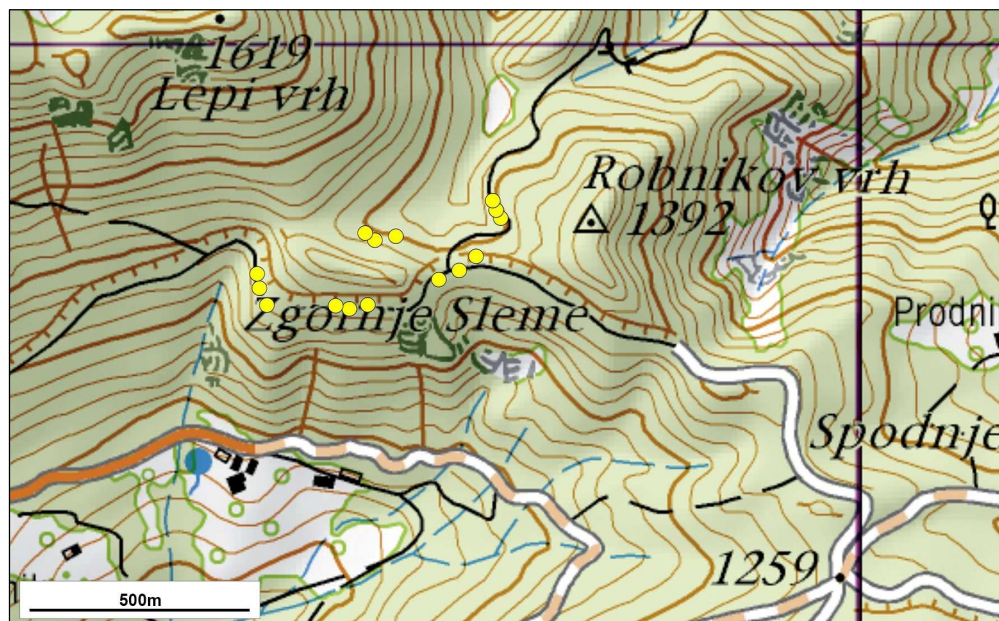 1619
Lepi vrh
Robnikov vrh
1392
Zgornje Sleme
Prodni
Spodnje
1259
500m